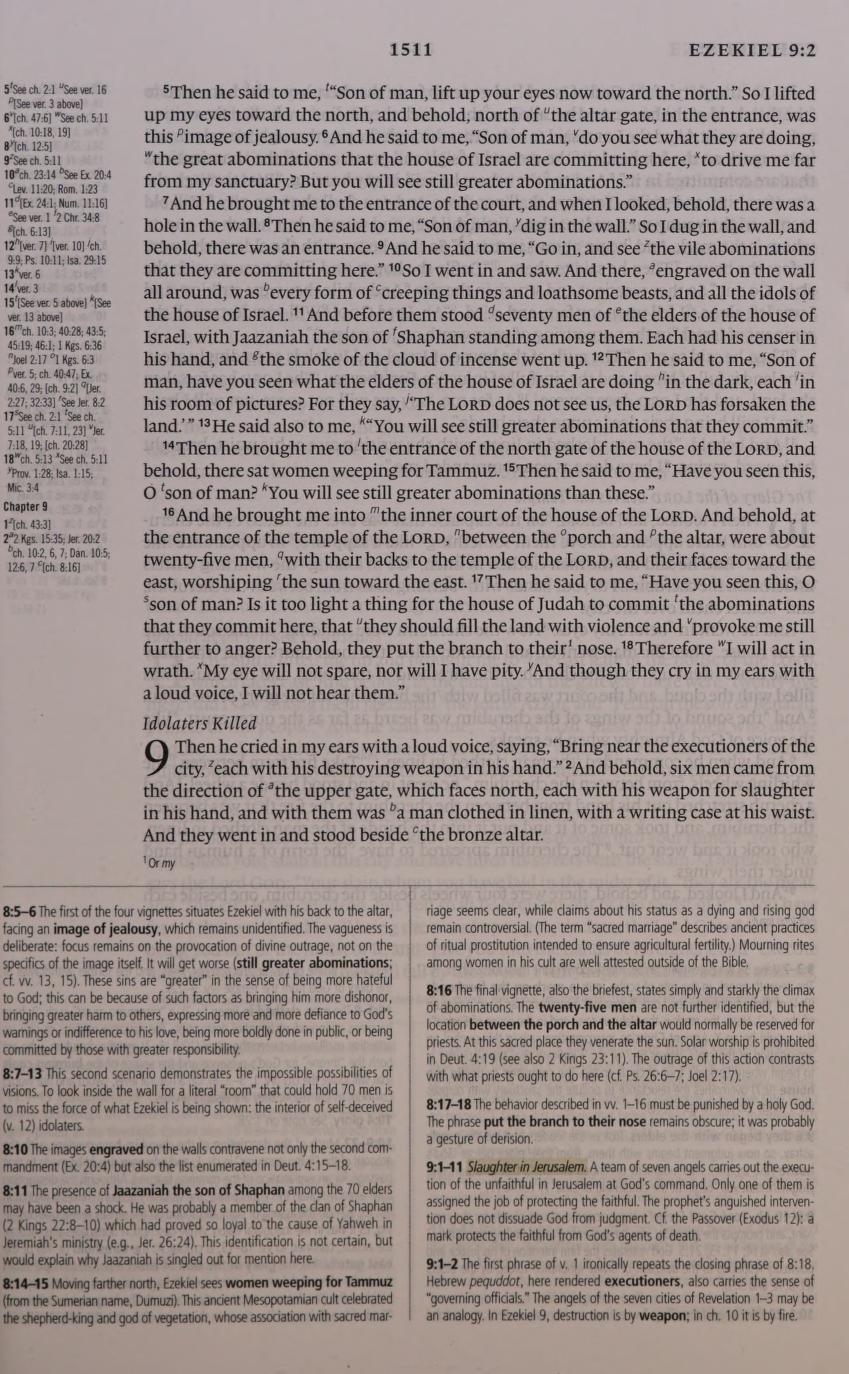 1511
EZEKIEL 9:2
5 t See ch. 2:1 u See ver. 16
p [See ver. 3 above]
6 v [ch. 47:6] w See ch. 5:11
x [ch. 10:18, 19]
8 y [ch. 12:5]
9 z See ch. 5:11
10 a ch. 23:14 b See Ex. 20:4
c Lev. 11:20; Rom. 1:23
11 d [Ex. 24:1; Num. 11:16]
e See ver. 1 f 2 Chr. 34:8
g [ch. 6:13]
12 h [ver. 7] i [ver. 10] j ch.
9:9; Ps. 10:11; Isa. 29:15
13 k ver. 6
14 l ver. 3
15 t [See ver. 5 above] k [See
ver. 13 above]
16 m ch. 10:3; 40:28; 43:5;
45:19; 46:1; 1 Kgs. 6:36
n Joel 2:17 o 1 Kgs. 6:3
p ver. 5; ch. 40:47; Ex.
40:6, 29; [ch. 9:2] q [Jer.
2:27; 32:33] r See Jer. 8:2
17 s See ch. 2:1 t See ch.
5:11 u [ch. 7:11, 23] v Jer.
7:18, 19; [ch. 20:28]
18 w ch. 5:13 x See ch. 5:11
y Prov. 1:28; Isa. 1:15;
Mic. 3:4
Chapter 9
1 z [ch. 43:3]
2 a 2 Kgs. 15:35; Jer. 20:2
b ch. 10:2, 6, 7; Dan. 10:5;
12:6, 7 c [ch. 8:16]
5 Then he said to me, t “Son of man, lift up your eyes now toward the north.” So I lifted
up my eyes toward the north, and behold, north of u the altar gate, in the entrance, was
this p image of jealousy. 6 And he said to me, “Son of man, v do you see what they are doing,
w the great abominations that the house of Israel are committing here, x to drive me far
from my sanctuary? But you will see still greater abominations.”
7 And he brought me to the entrance of the court, and when I looked, behold, there was a
hole in the wall. 8 Then he said to me, “Son of man, y dig in the wall.” So I dug in the wall, and
behold, there was an entrance. 9 And he said to me, “Go in, and see z the vile abominations
that they are committing here.” 10 So I went in and saw. And there, a engraved on the wall
all around, was b every form of c creeping things and loathsome beasts, and all the idols of
the house of Israel. 11 And before them stood d seventy men of e the elders of the house of
Israel, with Jaazaniah the son of f Shaphan standing among them. Each had his censer in
his hand, and g the smoke of the cloud of incense went up. 12 Then he said to me, “Son of
man, have you seen what the elders of the house of Israel are doing h in the dark, each i in
his room of pictures? For they say, j ‘The LORD does not see us, the LORD has forsaken the
land.’ ” 13 He said also to me, k “You will see still greater abominations that they commit.”
14 Then he brought me to l the entrance of the north gate of the house of the LORD, and
behold, there sat women weeping for Tammuz. 15 Then he said to me, “Have you seen this,
O t son of man? k You will see still greater abominations than these.”
16 And he brought me into m the inner court of the house of the LORD. And behold, at
the entrance of the temple of the LORD, n between the o porch and p the altar, were about
twenty-five men, q with their backs to the temple of the LORD, and their faces toward the
east, worshiping r the sun toward the east. 17 Then he said to me, “Have you seen this, O
s son of man? Is it too light a thing for the house of Judah to commit t the abominations
that they commit here, that u they should fill the land with violence and v provoke me still
further to anger? Behold, they put the branch to their 1 nose. 18 Therefore w I will act in
wrath. x My eye will not spare, nor will I have pity. y And though they cry in my ears with
a loud voice, I will not hear them.”
Idolaters Killed
9 Then he cried in my ears with a loud voice, saying, “Bring near the executioners of the
city, z each with his destroying weapon in his hand.” 2 And behold, six men came from
the direction of a the upper gate, which faces north, each with his weapon for slaughter
in his hand, and with them was b a man clothed in linen, with a writing case at his waist.
And they went in and stood beside c the bronze altar.
1 Or my
8:5–6 The first of the four vignettes situates Ezekiel with his back to the altar,
facing an image of jealousy, which remains unidentified. The vagueness is
deliberate: focus remains on the provocation of divine outrage, not on the
specifics of the image itself. It will get worse (still greater abominations;
cf. vv. 13, 15). These sins are “greater” in the sense of being more hateful
to God; this can be because of such factors as bringing him more dishonor,
bringing greater harm to others, expressing more and more defiance to God's
warnings or indifference to his love, being more boldly done in public, or being
committed by those with greater responsibility.
8:7–13 This second scenario demonstrates the impossible possibilities of
visions. To look inside the wall for a literal “room” that could hold 70 men is
to miss the force of what Ezekiel is being shown: the interior of self-deceived
(v. 12) idolaters.
8:10 The images engraved on the walls contravene not only the second com-
mandment (Ex. 20:4) but also the list enumerated in Deut. 4:15–18.
8:11 The presence of Jaazaniah the son of Shaphan among the 70 elders
may have been a shock. He was probably a member of the clan of Shaphan
(2 Kings 22:8–10) which had proved so loyal to the cause of Yahweh in
Jeremiah's ministry (e.g., Jer. 26:24). This identification is not certain, but
would explain why Jaazaniah is singled out for mention here.
8:14–15 Moving farther north, Ezekiel sees women weeping for Tammuz
(from the Sumerian name, Dumuzi). This ancient Mesopotamian cult celebrated
the shepherd-king and god of vegetation, whose association with sacred mar-
riage seems clear, while claims about his status as a dying and rising god
remain controversial. (The term “sacred marriage” describes ancient practices
of ritual prostitution intended to ensure agricultural fertility.) Mourning rites
among women in his cult are well attested outside of the Bible.
8:16 The final vignette, also the briefest, states simply and starkly the climax
of abominations. The twenty-five men are not further identified, but the
location between the porch and the altar would normally be reserved for
priests. At this sacred place they venerate the sun. Solar worship is prohibited
in Deut. 4:19 (see also 2 Kings 23:11). The outrage of this action contrasts
with what priests ought to do here (cf. Ps. 26:6–7; Joel 2:17).
8:17–18 The behavior described in vv. 1–16 must be punished by a holy God.
The phrase put the branch to their nose remains obscure; it was probably
a gesture of derision.
9:1–11 Slaughter in Jerusalem. A team of seven angels carries out the execu-
tion of the unfaithful in Jerusalem at God's command. Only one of them is
assigned the job of protecting the faithful. The prophet's anguished interven-
tion does not dissuade God from judgment. Cf. the Passover (Exodus 12): a
mark protects the faithful from God's agents of death.
9:1–2 The first phrase of v. 1 ironically repeats the closing phrase of 8:18.
Hebrew pequddot, here rendered executioners, also carries the sense of
“governing officials.” The angels of the seven cities of Revelation 1–3 may be
an analogy. In Ezekiel 9, destruction is by weapon; in ch. 10 it is by fire.